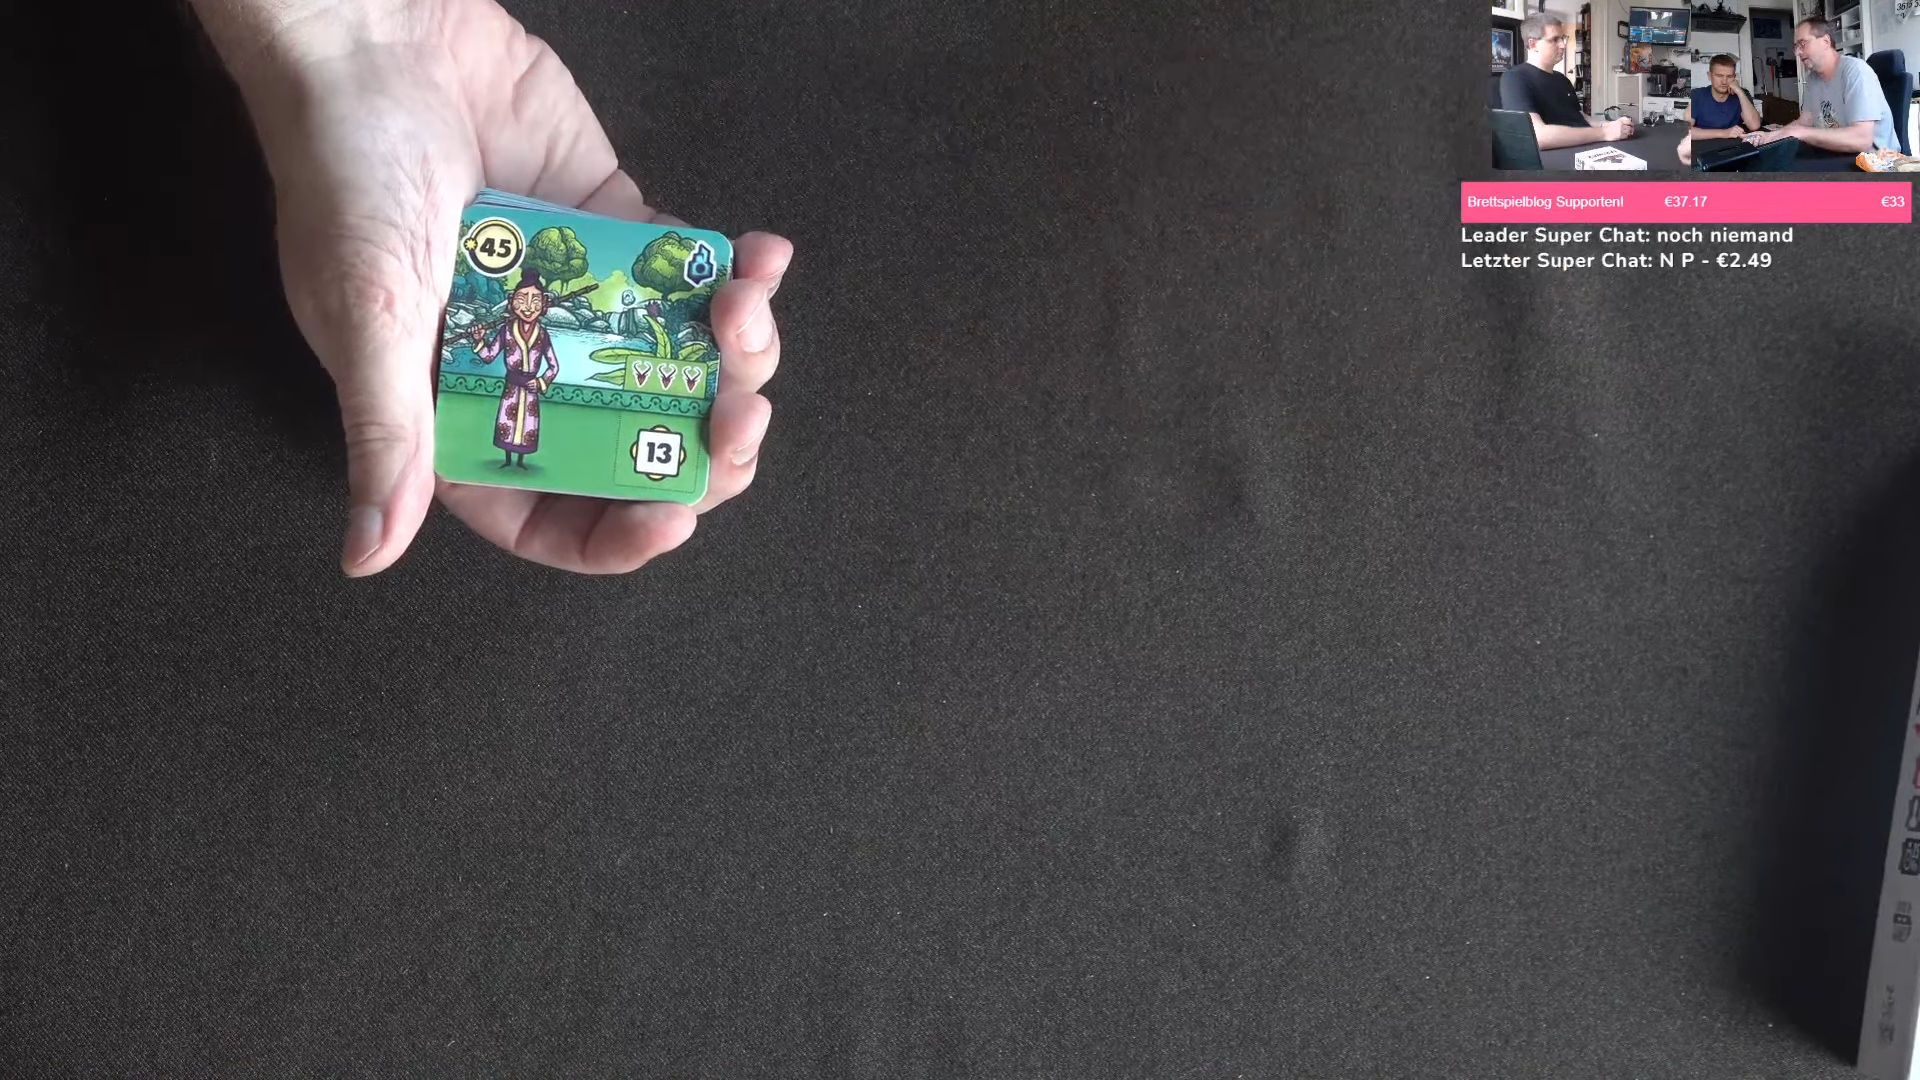 45
13
Brettspielblog Supporten! €37.17 €33
Leader Super Chat: noch niemand
Letzter Super Chat: N P - €2.49